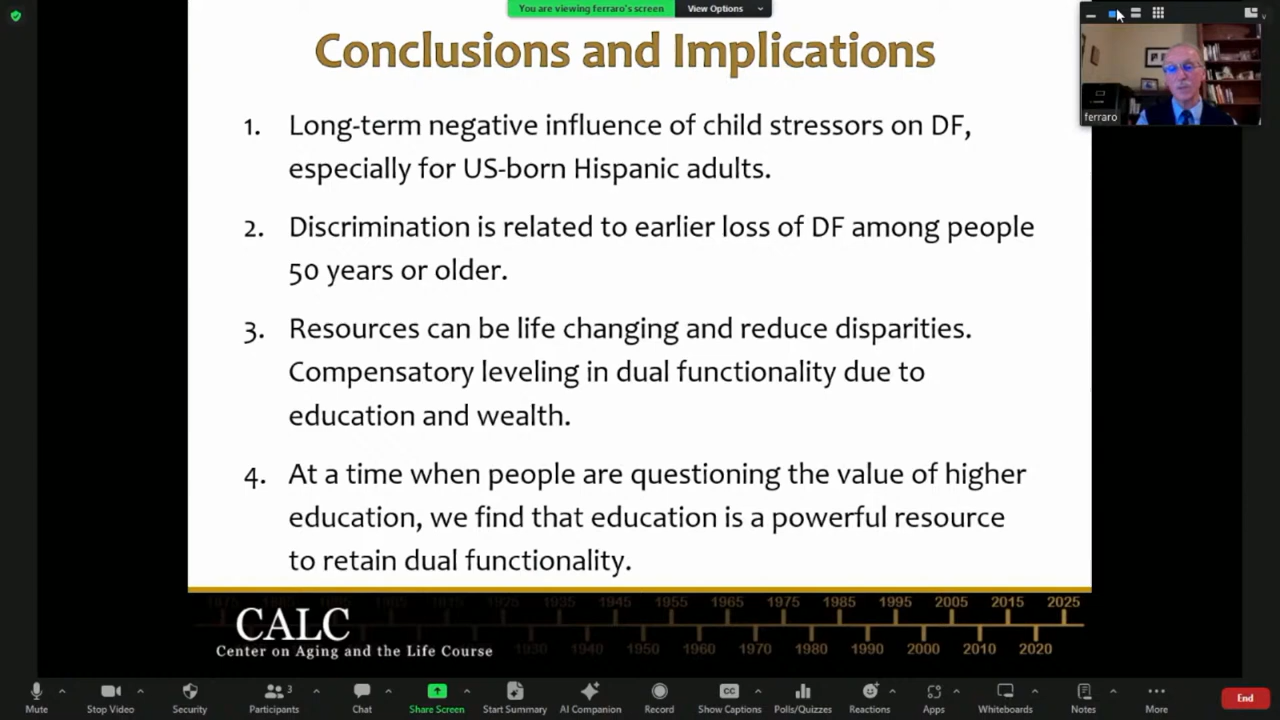 You are viewing ferraro's screen
View Options
Conclusions and Implications
1. Long-term negative influence of child stressors on DF,
especially for US-born Hispanic adults.
2. Discrimination is related to earlier loss of DF among people
50 years or older.
3. Resources can be life changing and reduce disparities.
Compensatory leveling in dual functionality due to
education and wealth.
4. At a time when people are questioning the value of higher
education, we find that education is a powerful resource
to retain dual functionality.
ferraro
CALC
Center on Aging and the Life Course
1925 1935 1945 1955 1965 1975 1985 1995 2005 2015 2025
1930 1940 1950 1960 1970 1980 1990 2000 2010 2020
Mute
Stop Video
Security
Participants
3
Chat
Share Screen
Start Summary
AI Companion
Record
CC
Show Captions
Polls/Quizzes
Reactions
Apps
Whiteboards
Notes
More
End